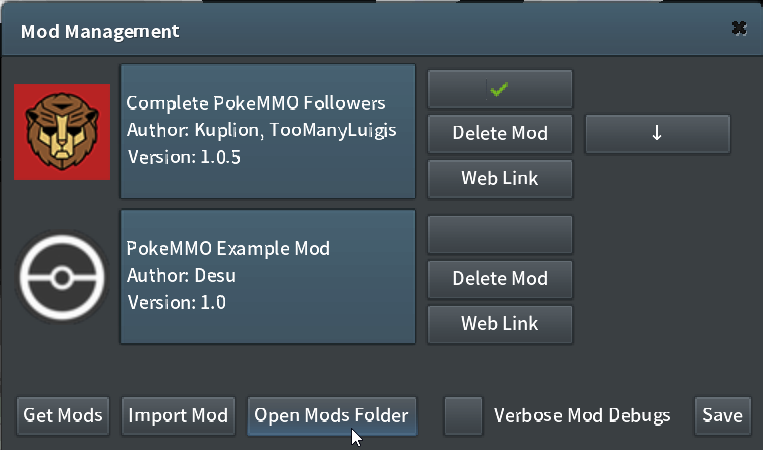 Mod Management
Complete PokeMMO Followers
Author: Kuplion, TooManyLuigis
Version: 1.0.5
Delete Mod
↓
Web Link
PokeMMO Example Mod
Author: Desu
Version: 1.0
Delete Mod
Web Link
Get Mods
Import Mod
Open Mods Folder
Verbose Mod Debugs
Save